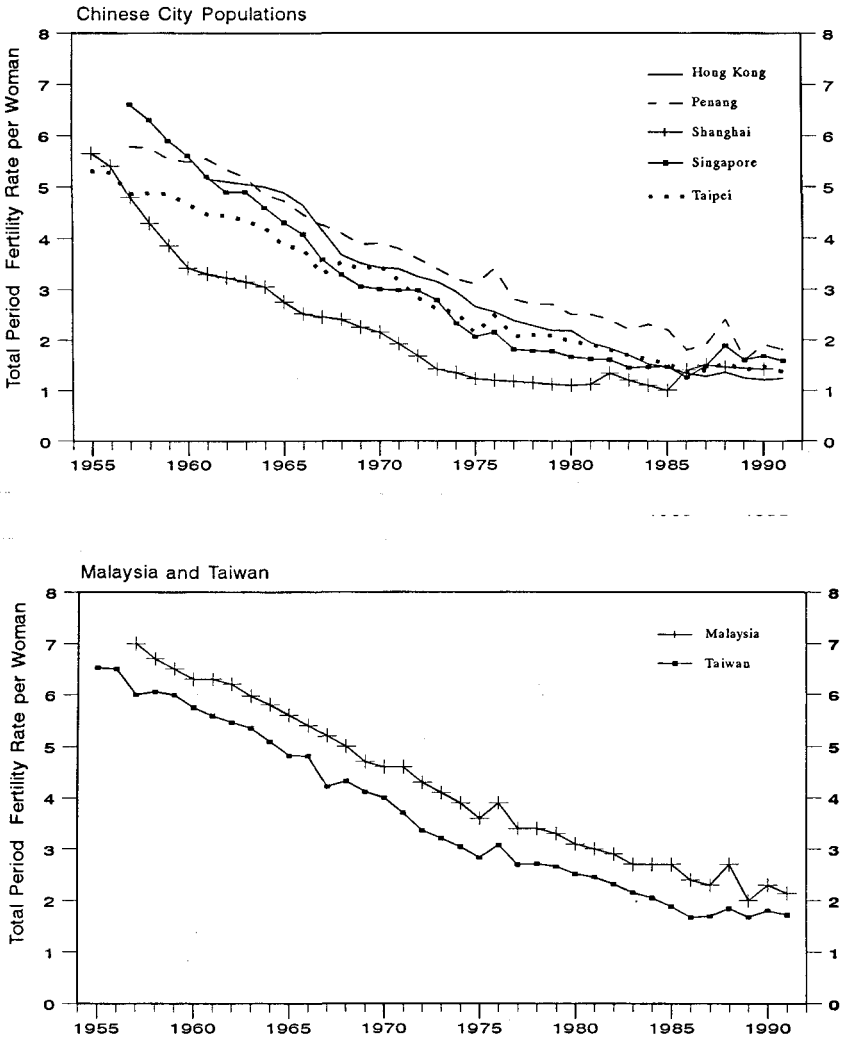 Chinese City Populations
Total Period Fertility Rate per Woman
8 8
7 7
6 6
5 5
4 4
3 3
2 2
1 1
0 0
Hong Kong
Penang
Shanghai
Singapore
Taipei
1955 1960 1965 1970 1975 1980 1985 1990
Malaysia and Taiwan
Total Period Fertility Rate per Woman
8 8
7 7
6 6
5 5
4 4
3 3
2 2
1 1
0 0
Malaysia
Taiwan
1955 1960 1965 1970 1975 1980 1985 1990